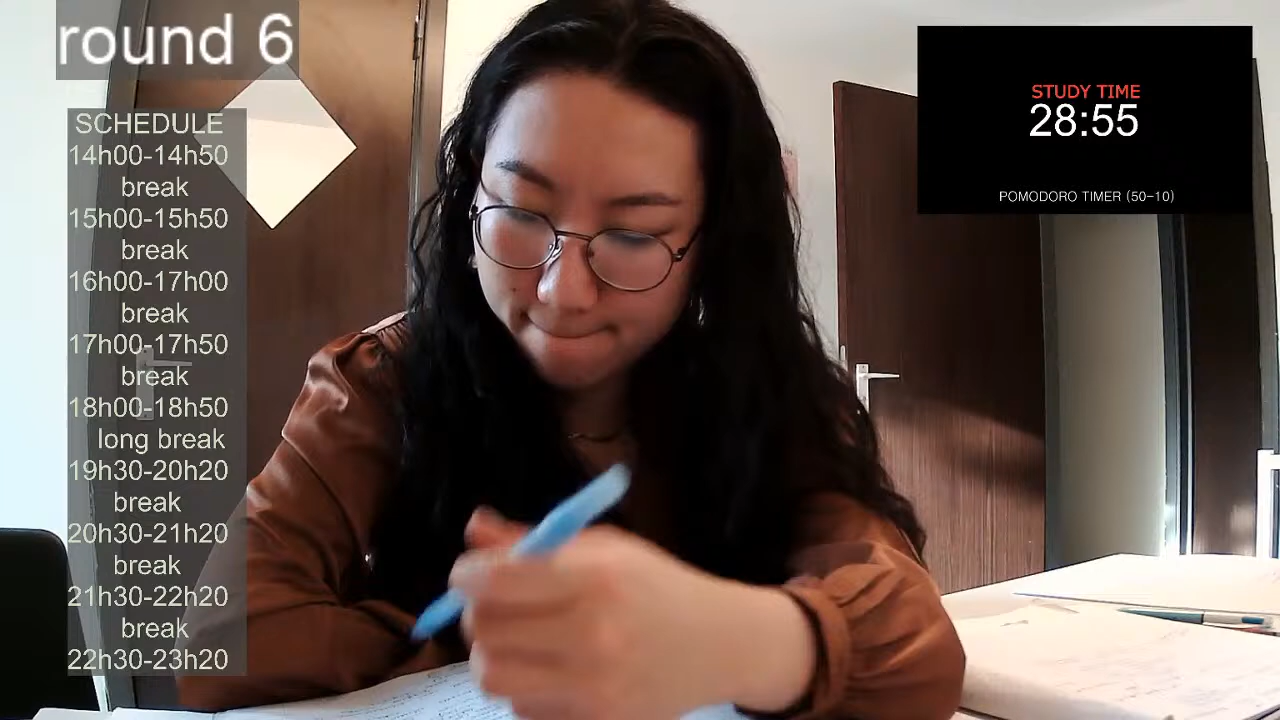 round 6
SCHEDULE
14h00-14h50
break
15h00-15h50
break
16h00-17h00
break
17h00-17h50
break
18h00-18h50
long break
19h30-20h20
break
20h30-21h20
break
21h30-22h20
break
22h30-23h20
STUDY TIME
28:55
POMODORO TIMER (50-10)